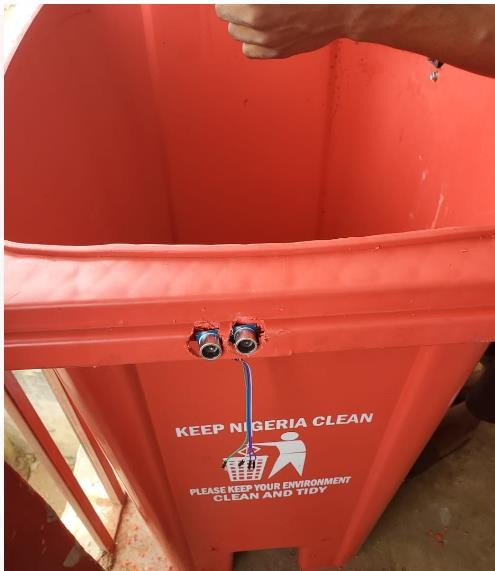 KEEP NIGERIA CLEAN
PLEASE KEEP YOUR ENVIRONMENT
CLEAN AND TIDY